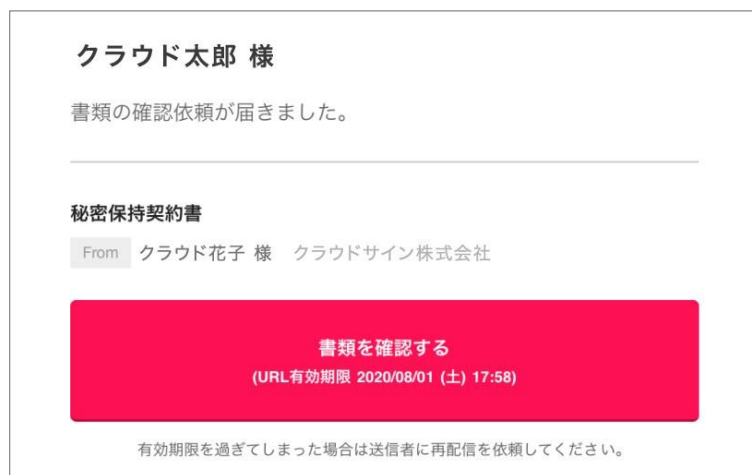 クラウド太郎 様
書類の確認依頼が届きました。
秘密保持契約書
From クラウド花子 様 クラウドサイン株式会社
書類を確認する
(URL有効期限 2020/08/01 (土) 17:58)
有効期限を過ぎてしまった場合は送信者に再配信を依頼してください。